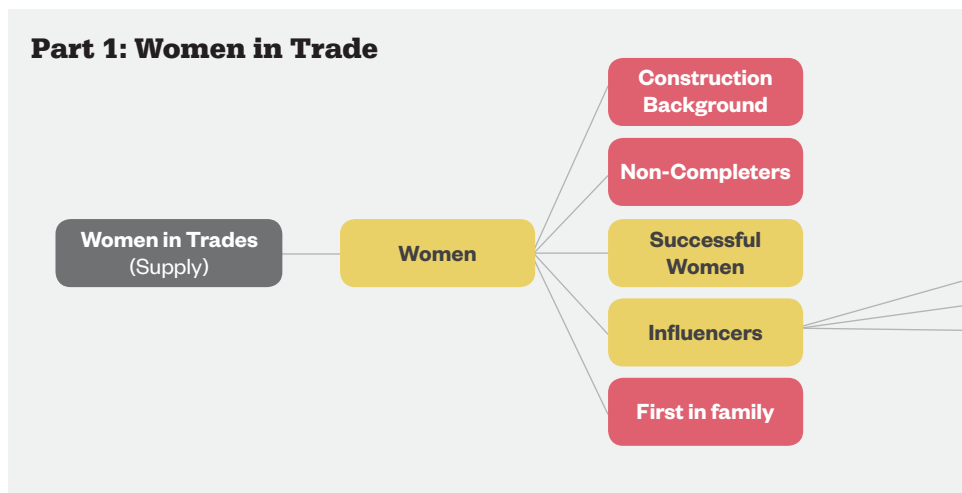 Part 1: Women in Trade
Construction
Background
Non-Completers
Women in Trades
(Supply)
Women
Successful
Women
Influencers
First in family